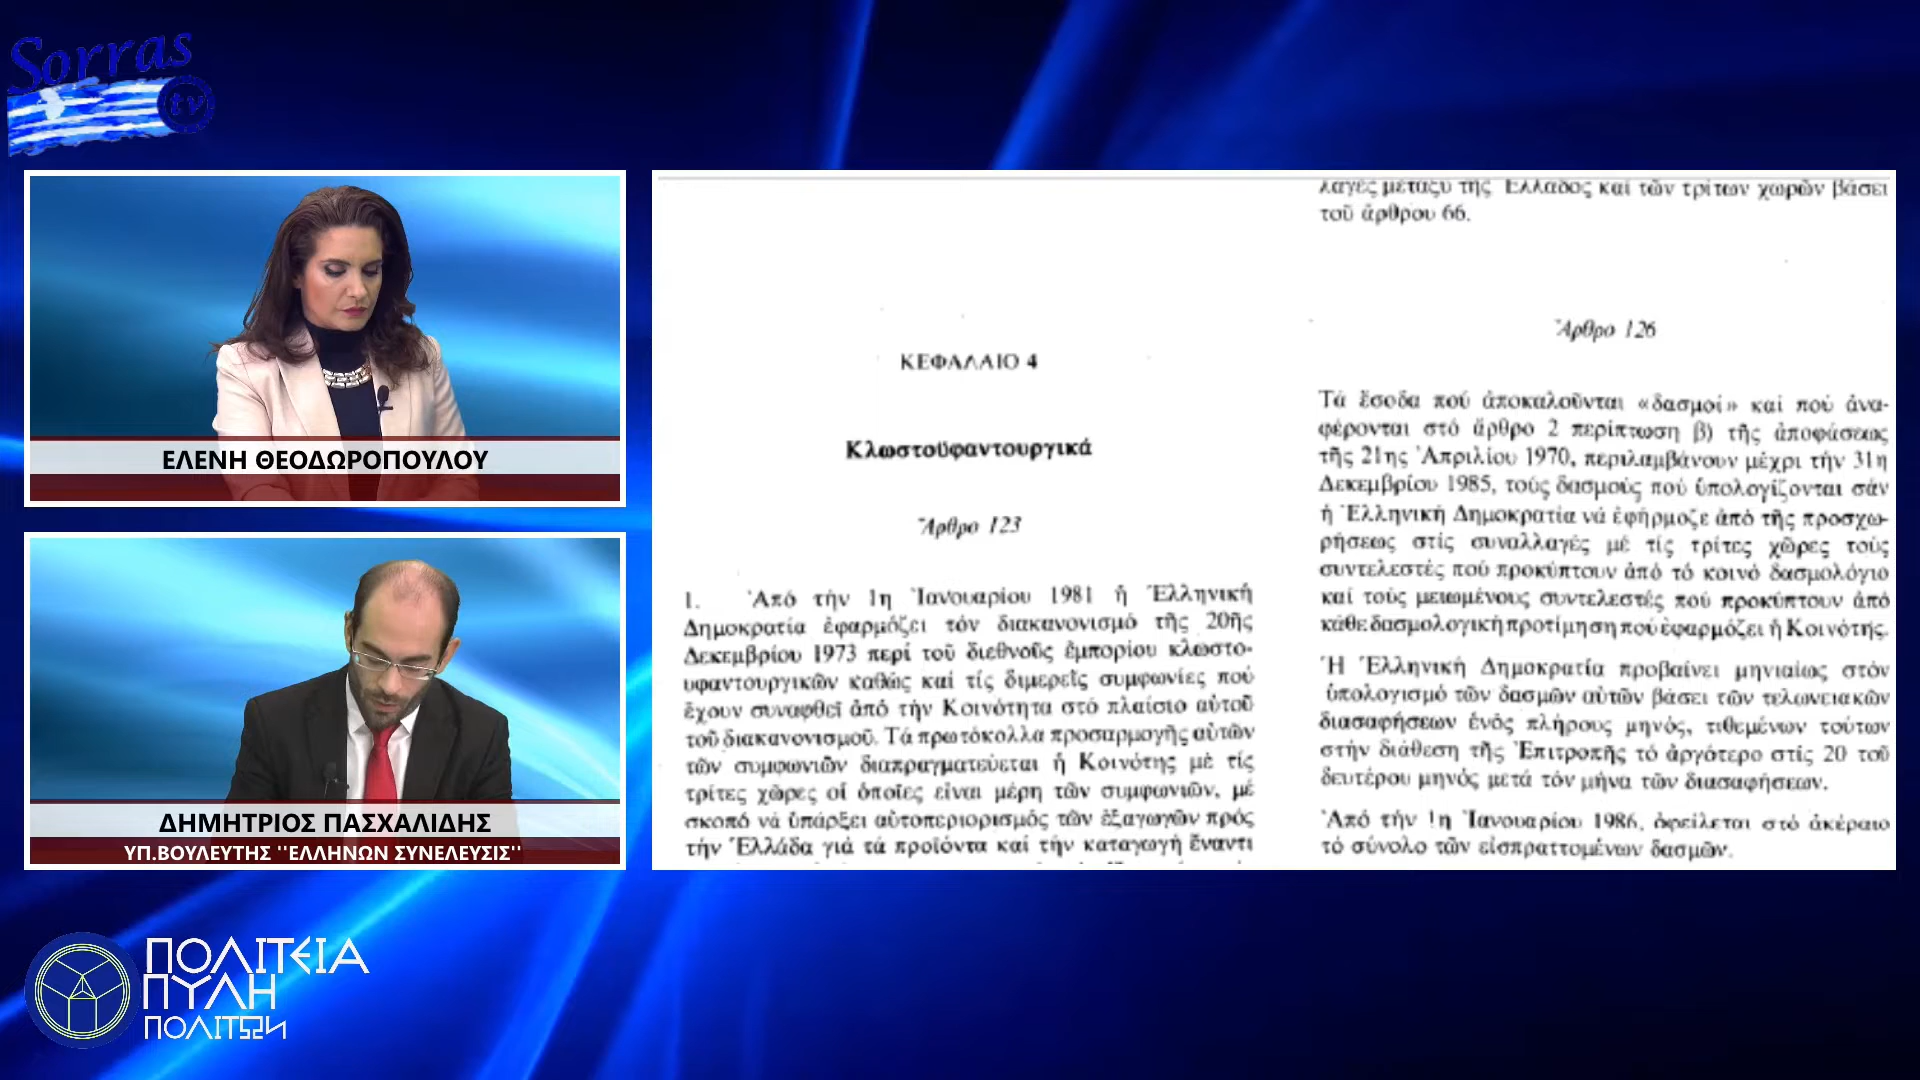 Sorras
tv
ΕΛΕΝΗ ΘΕΟΔΩΡΟΠΟΥΛΟΥ
ΔΗΜΗΤΡΙΟΣ ΠΑΣΧΑΛΙΔΗΣ
ΥΠ.ΒΟΥΛΕΥΤΗΣ ''ΕΛΛΗΝΩΝ ΣΥΝΕΛΕΥΣΙΣ''
ΠΟΛΙΤΕΙΑ
ΠΥΛΗ
ΠΟΛΙΤΩΝ
ΚΕΦΑΛΑΙΟ 4
Κλωστοϋφαντουργικά
Ἄρθρο 123
1. Ἀπό τήν 1η Ἰανουαρίου 1981 ἡ Ἑλληνική
Δημοκρατία ἐφαρμόζει τόν διακανονισμό τῆς 20ῆς
Δεκεμβρίου 1973 περί τοῦ διεθνοῦς ἐμπορίου κλωστο-
υφαντουργικῶν καθώς καί τίς διμερεῖς συμφωνίες πού
ἔχουν συναφθεῖ ἀπό τήν Κοινότητα στό πλαίσιο αὐτοῦ
τοῦ διακανονισμοῦ. Τά πρωτόκολλα προσαρμογῆς αὐτῶν
τῶν συμφωνιῶν διαπραγματεύεται ἡ Κοινότης μέ τίς
τρίτες χῶρες οἱ ὁποῖες εἶναι μέρη τῶν συμφωνιῶν, μέ
σκοπό νά ὑπάρξει αὐτοπεριορισμός τῶν ἐξαγωγῶν πρός
τήν Ἑλλάδα γιά τά προϊόντα καί τήν καταγωγή ἔναντι
λαγές μεταξύ τῆς Ἑλλάδος καί τῶν τρίτων χωρῶν βάσει
τοῦ ἄρθρου 66.
Ἄρθρο 126
Τά ἔσοδα πού ἀποκαλοῦνται «δασμοί» καί πού ἀνα-
φέρονται στό ἄρθρο 2 περίπτωση β) τῆς ἀποφάσεως
τῆς 21ης Ἀπριλίου 1970, περιλαμβάνουν μέχρι τήν 31η
Δεκεμβρίου 1985, τούς δασμούς πού ὑπολογίζονται σάν
ἡ Ἑλληνική Δημοκρατία νά ἐφήρμοζε ἀπό τῆς προσχω-
ρήσεως στίς συναλλαγές μέ τίς τρίτες χῶρες τούς
συντελεστές πού προκύπτουν ἀπό τό κοινό δασμολόγιο
καί τούς μειωμένους συντελεστές πού προκύπτουν ἀπό
κάθε δασμολογική προτίμηση πού ἐφαρμόζει ἡ Κοινότης.
Ἡ Ἑλληνική Δημοκρατία προβαίνει μηνιαίως στόν
ὑπολογισμό τῶν δασμῶν αὐτῶν βάσει τῶν τελωνειακῶν
διασαφήσεων ἑνός πλήρους μηνός, τιθεμένων τούτων
στήν διάθεση τῆς Ἐπιτροπῆς τό ἀργότερο στίς 20 τοῦ
δευτέρου μηνός μετά τόν μήνα τῶν διασαφήσεων.
Ἀπό τήν 1η Ἰανουαρίου 1986, ὀφείλεται στό ἀκέραιο
τό σύνολο τῶν εἰσπραττομένων δασμῶν.